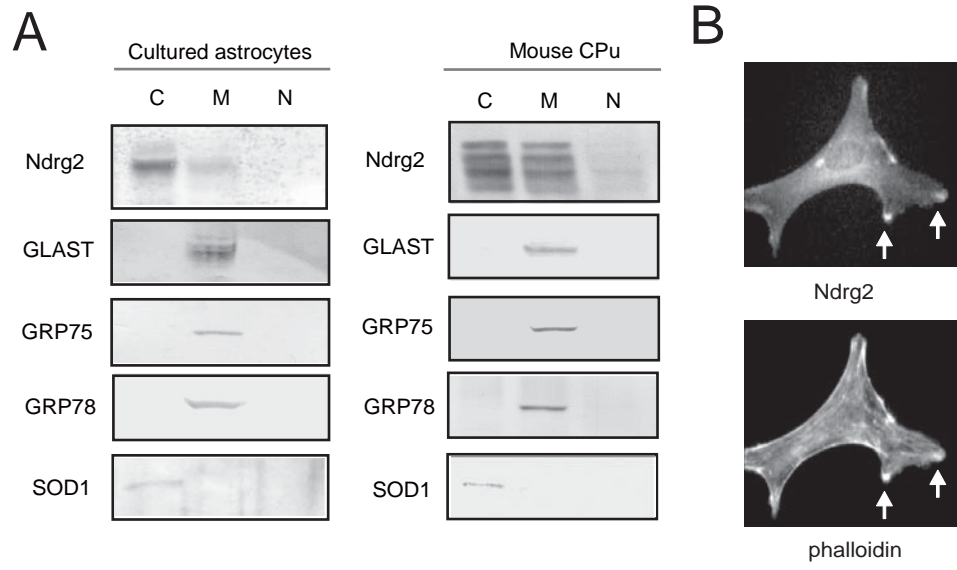 A
Cultured astrocytes
C M N
Ndrg2
GLAST
GRP75
GRP78
SOD1
Mouse CPu
C M N
Ndrg2
GLAST
GRP75
GRP78
SOD1
B
Ndrg2
phalloidin